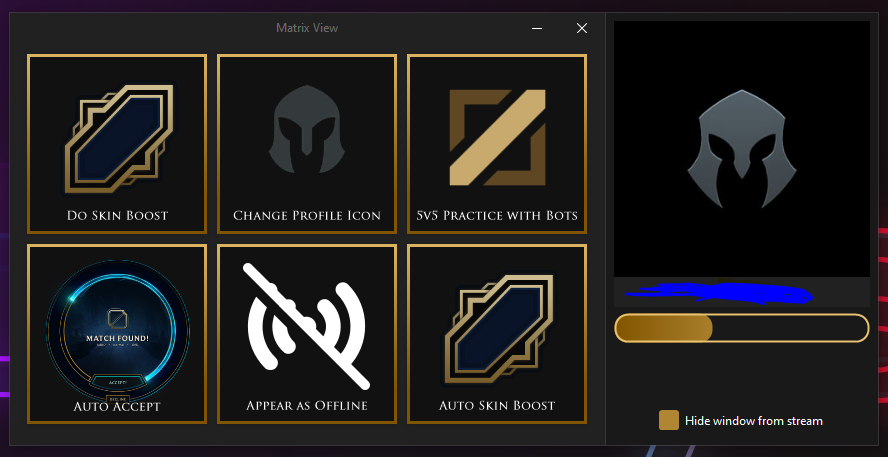 Matrix View
Do Skin Boost
Change Profile Icon
5v5 Practice with Bots
MATCH FOUND!
ACCEPT!
DECLINE
Auto Accept
Appear as Offline
Auto Skin Boost
Hide window from stream